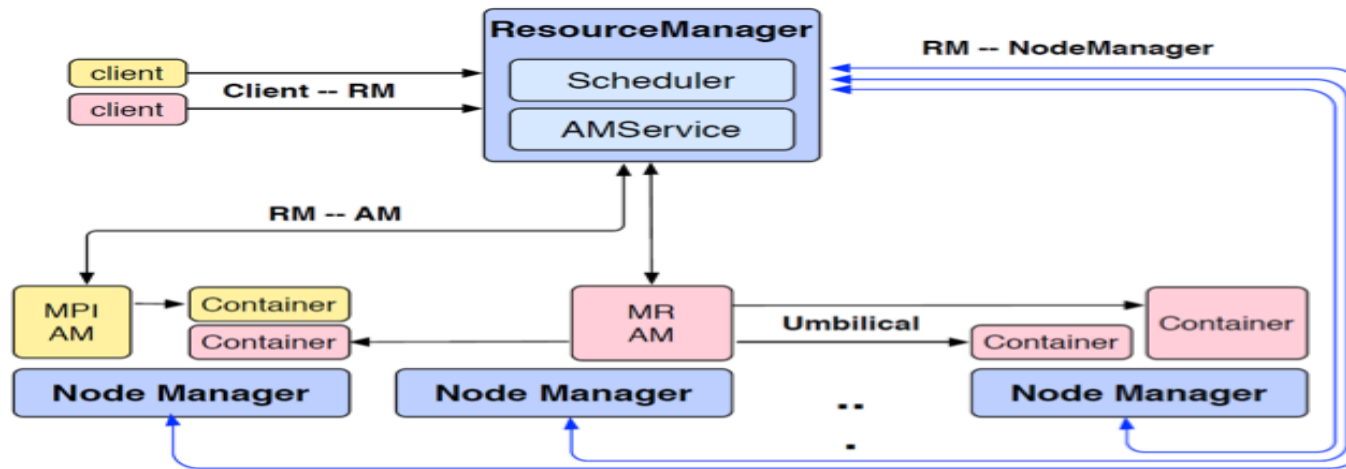 ResourceManager
RM -- NodeManager
client
Scheduler
client
Client -- RM
AMService
RM -- AM
MPI
AM
Container
Container
MR
AM
Umbilical
Container
Container
Node Manager
Node Manager
Node Manager